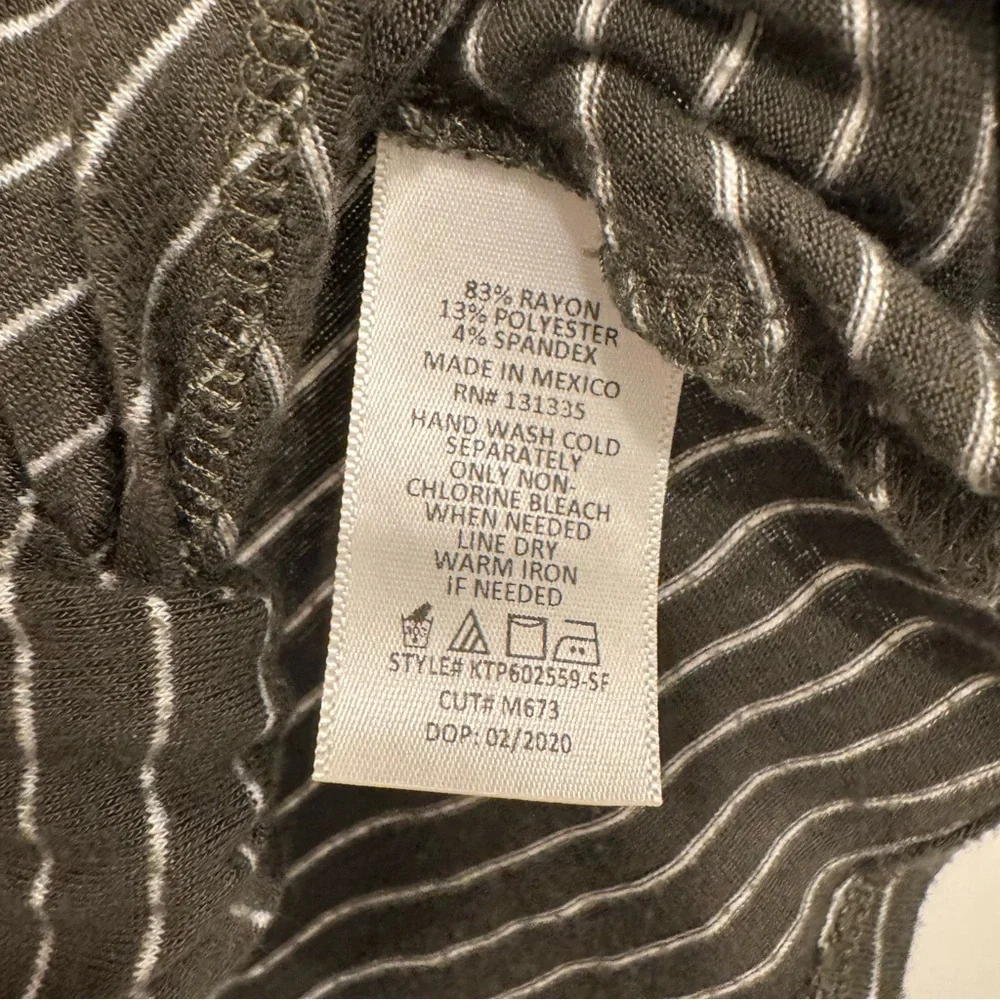 83% RAYON
13% POLYESTER
4% SPANDEX
MADE IN MEXICO
RN# 131335
HAND WASH COLD
SEPARATELY
ONLY NON-
CHLORINE BLEACH
WHEN NEEDED
LINE DRY
WARM IRON
IF NEEDED
STYLE# KTP602559-SF
CUT# M673
DOP: 02/2020